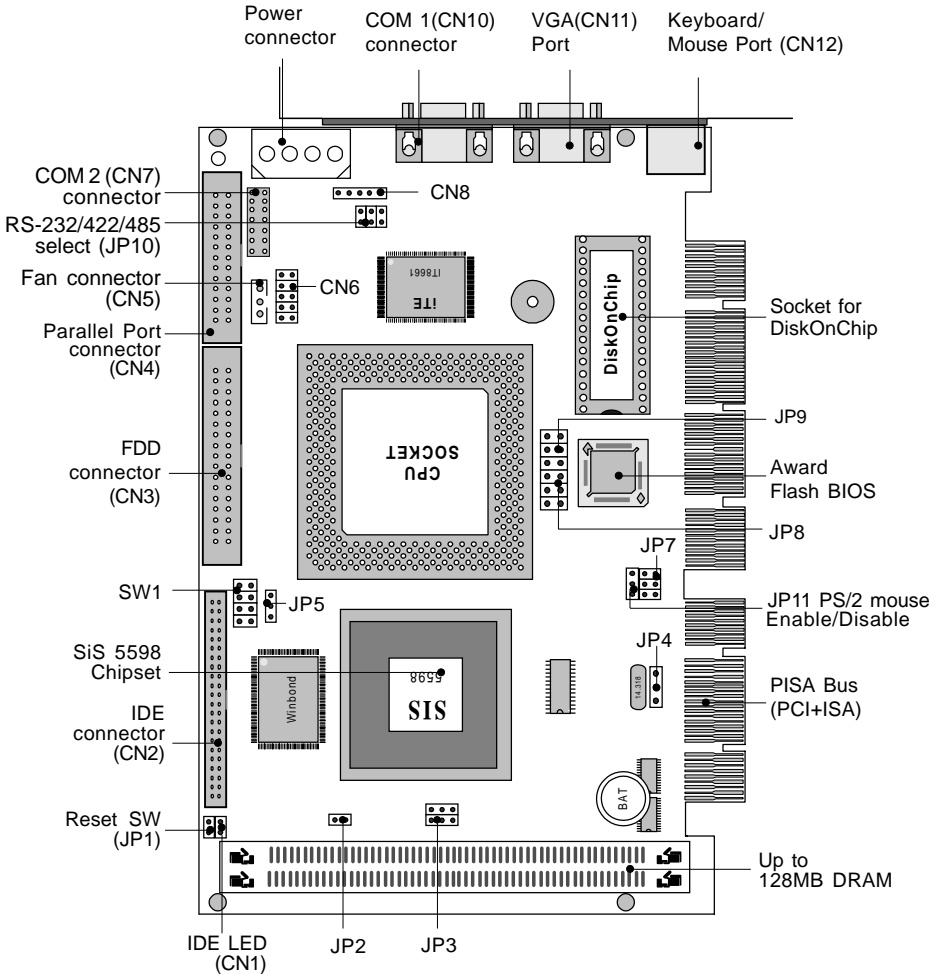 Power
connector
COM 1(CN10)
connector
VGA(CN11)
Port
Keyboard/
Mouse Port (CN12)
COM 2 (CN7)
connector
CN8
RS-232/422/485
select (JP10)
Fan connector
(CN5)
CN6
IT8661
iTE
DiskOnChip
Socket for
DiskOnChip
Parallel Port
connector
(CN4)
CPU
SOCKET
JP9
FDD
connector
(CN3)
Award
Flash BIOS
JP8
JP7
SW1
JP5
JP11 PS/2 mouse
Enable/Disable
JP4
SiS 5598
Chipset
5598
SIS
Winbond
14.318
PISA Bus
(PCI+ISA)
IDE
connector
(CN2)
BAT
Reset SW
(JP1)
Up to
128MB DRAM
IDE LED
(CN1)
JP2
JP3